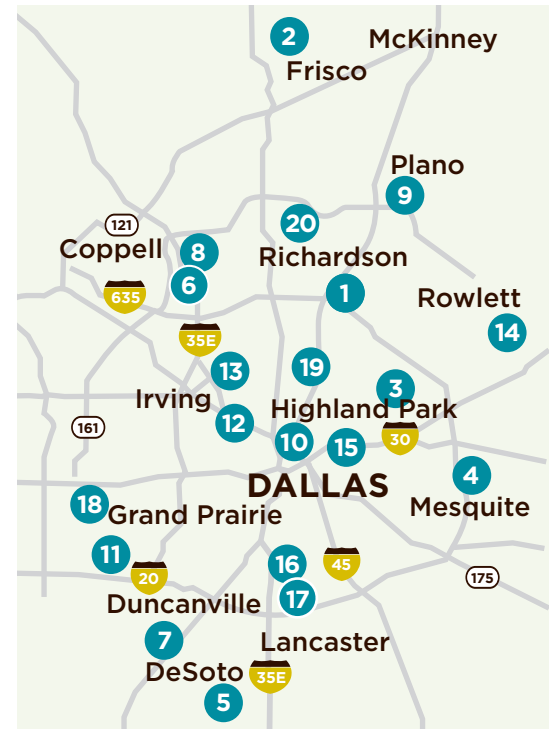 2
McKinney
Frisco
Plano
9
121
20
Coppell
8
Richardson
6
635
1
Rowlett
14
35E
13
19
3
Irving
Highland Park
161
12
10
15
30
DALLAS
4
18
Mesquite
Grand Prairie
11
20
16
45
175
Duncanville
17
7
Lancaster
DeSoto
35E
5